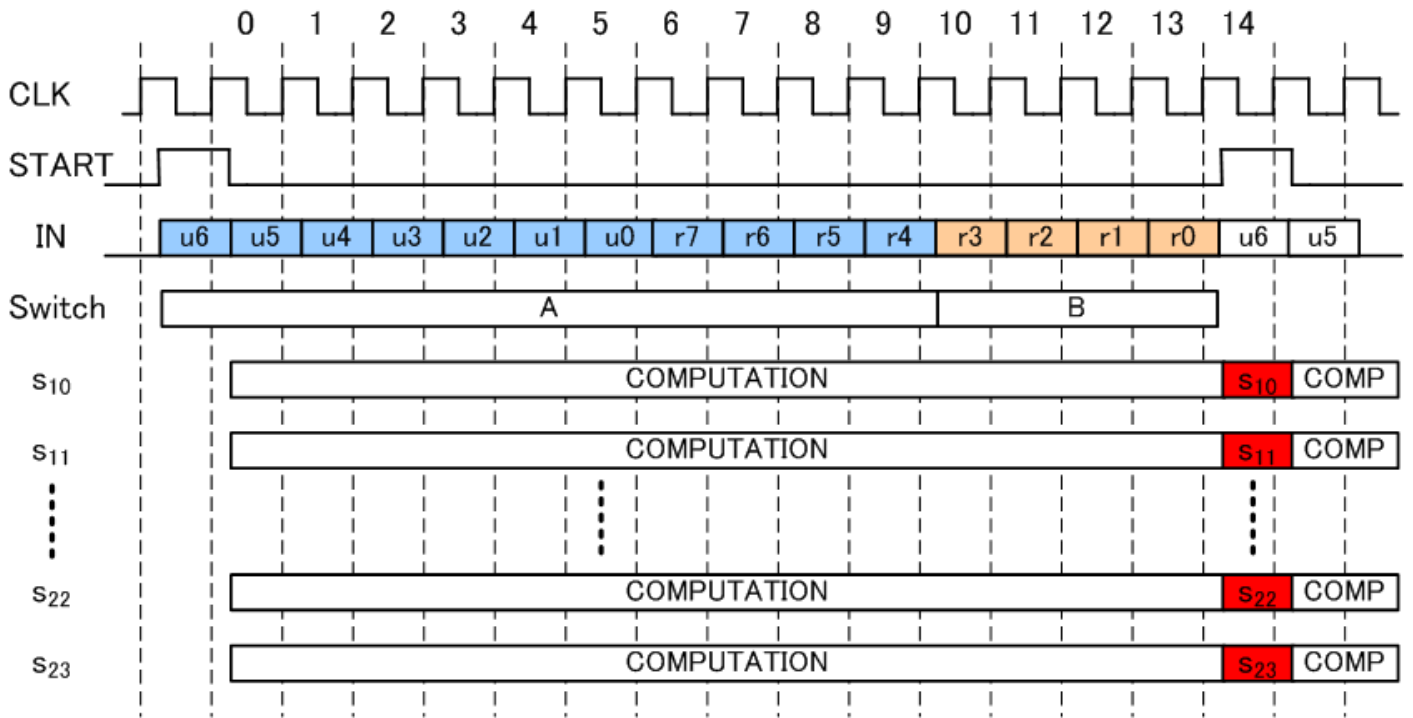 0 1 2 3 4 5 6 7 8 9 10 11 12 13 14
CLK
START
IN u6 u5 u4 u3 u2 u1 u0 r7 r6 r5 r4 r3 r2 r1 r0 u6 u5
Switch A B
s10 COMPUTATION s10 COMP
s11 COMPUTATION s11 COMP
s22 COMPUTATION s22 COMP
s23 COMPUTATION s23 COMP